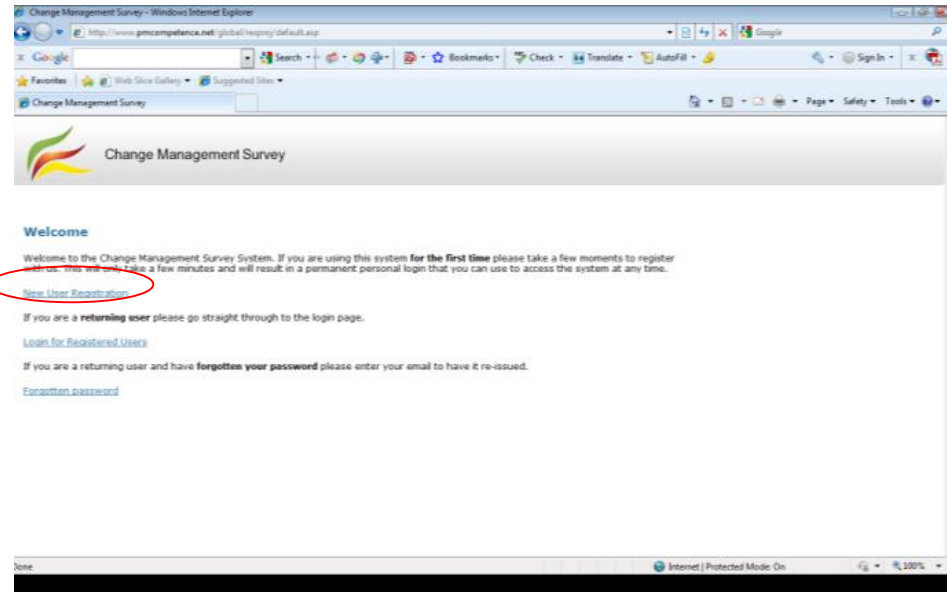 Change Management Survey - Windows Internet Explorer
http://www.pmcompetence.net/global/resproj/default.asp
Google
x Google Search Bookmarks Check Translate AutoFill Sign In x
Favorites Web Slice Gallery Suggested Sites
Change Management Survey Page Safety Tools
Change Management Survey
Welcome
Welcome to the Change Management Survey System. If you are using this system for the first time please take a few moments to register
with us. This will only take a few minutes and will result in a permanent personal login that you can use to access the system at any time.
New User Registration
If you are a returning user please go straight through to the login page.
Login for Registered Users
If you are a returning user and have forgotten your password please enter your email to have it re-issued.
Forgotten password
Done Internet | Protected Mode: On 100%